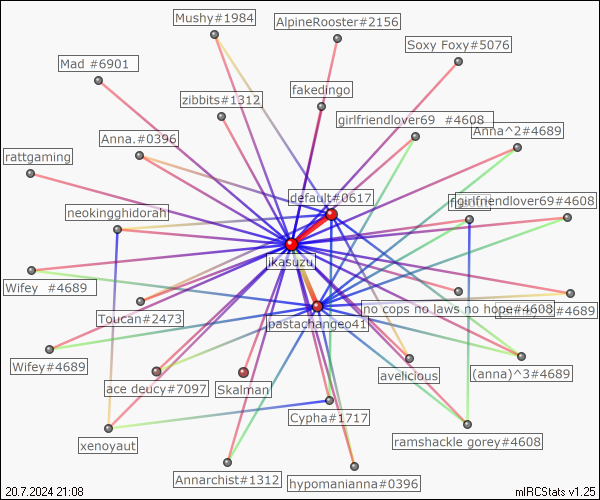 Mushy#1984
AlpineRooster#2156
Soxy Foxy#5076
Mad #6901
fakedingo
zibbits#1312
girlfriendlover69 #4608
Anna^2#4689
Anna.#0396
rattgaming
default#0617
girlfriendlover69#4608
neokingghidorah
jkasuzu
Wifey #4689
no cops no laws no hope#4608
#4689
Toucan#2473
pastachangeo41
Wifey#4689
(anna)^3#4689
avelicious
ace deucy#7097
Skalman
Cypha#1717
ramshackle gorey#4608
xenoyaut
Annarchist#1312
hypomanianna#0396
20.7.2024 21:08
mIRCStats v1.25